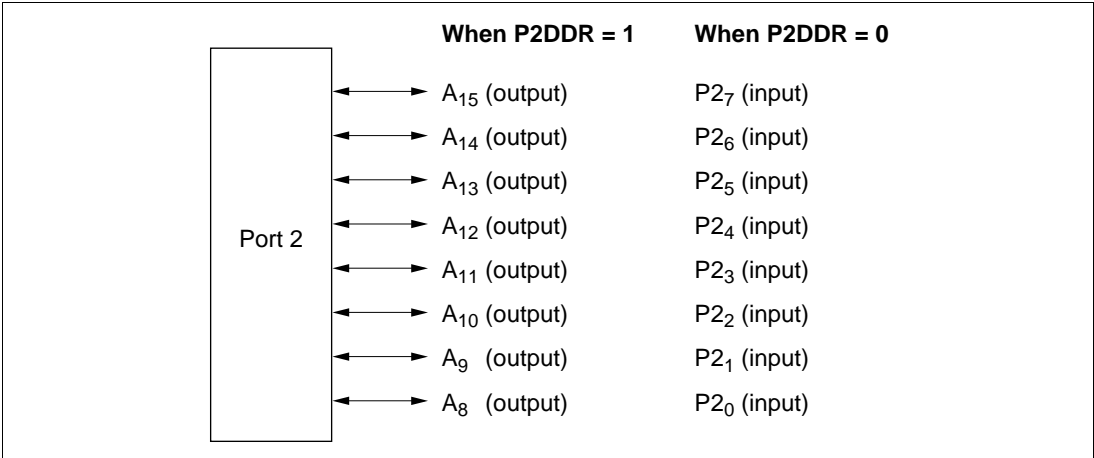 When P2DDR = 1 When P2DDR = 0
A15 (output) P27 (input)
A14 (output) P26 (input)
A13 (output) P25 (input)
Port 2 A12 (output) P24 (input)
A11 (output) P23 (input)
A10 (output) P22 (input)
A9 (output) P21 (input)
A8 (output) P20 (input)